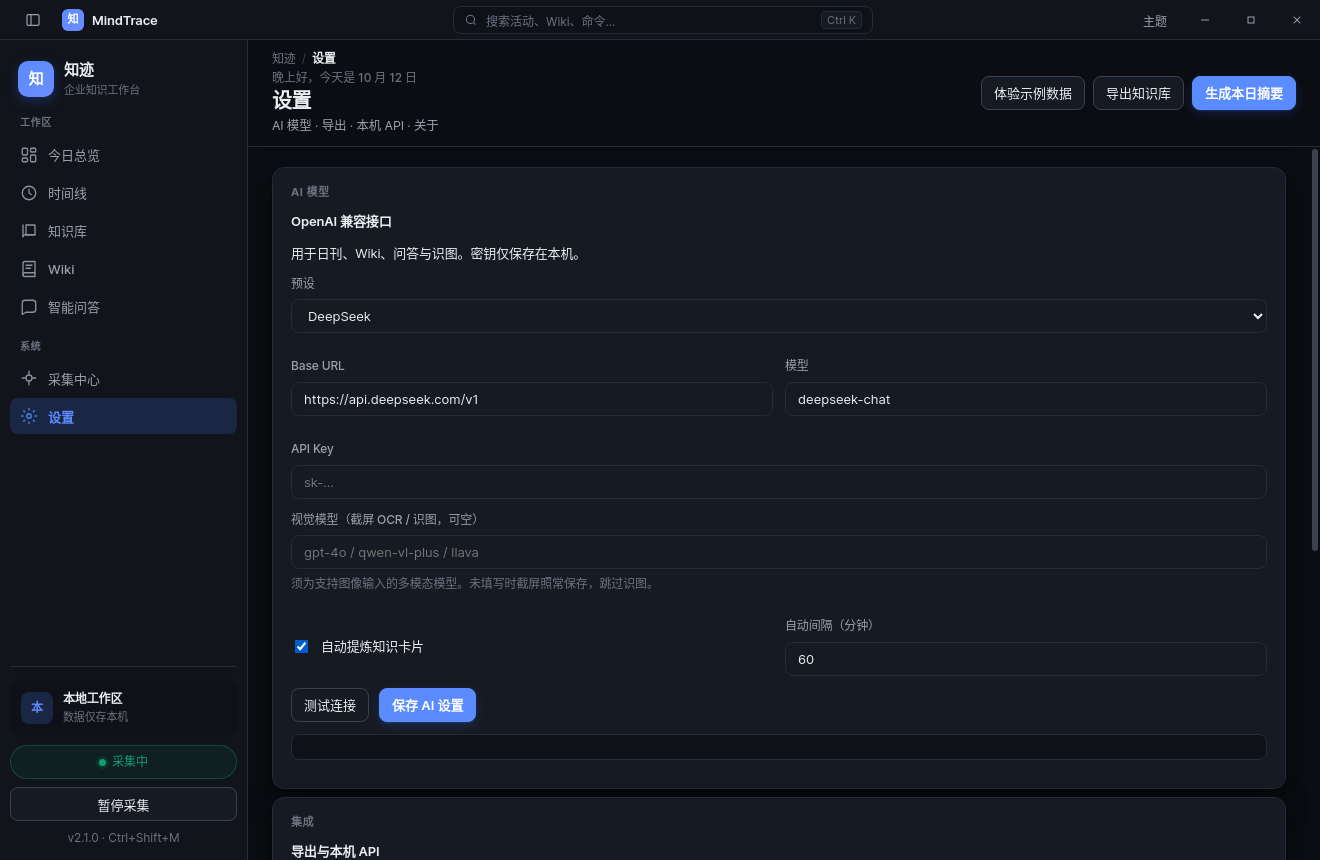 知 MindTrace
搜索活动、Wiki、命令... Ctrl K
主题
知 知迹
企业知识工作台
工作区
今日总览
时间线
知识库
Wiki
智能问答
系统
采集中心
设置
本 本地工作区
数据仅存本机
采集中
暂停采集
v2.1.0 · Ctrl+Shift+M
知迹 / 设置
晚上好，今天是 10 月 12 日
设置
AI 模型 · 导出 · 本机 API · 关于
体验示例数据 导出知识库 生成本日摘要
AI 模型
OpenAI 兼容接口
用于日刊、Wiki、问答与识图。密钥仅保存在本机。
预设
DeepSeek
Base URL 模型
https://api.deepseek.com/v1 deepseek-chat
API Key
sk-...
视觉模型（截屏 OCR / 识图，可空）
gpt-4o / qwen-vl-plus / llava
须为支持图像输入的多模态模型。未填写时截屏照常保存，跳过识图。
自动间隔（分钟）
自动提炼知识卡片
60
测试连接 保存 AI 设置
集成
导出与本机 API